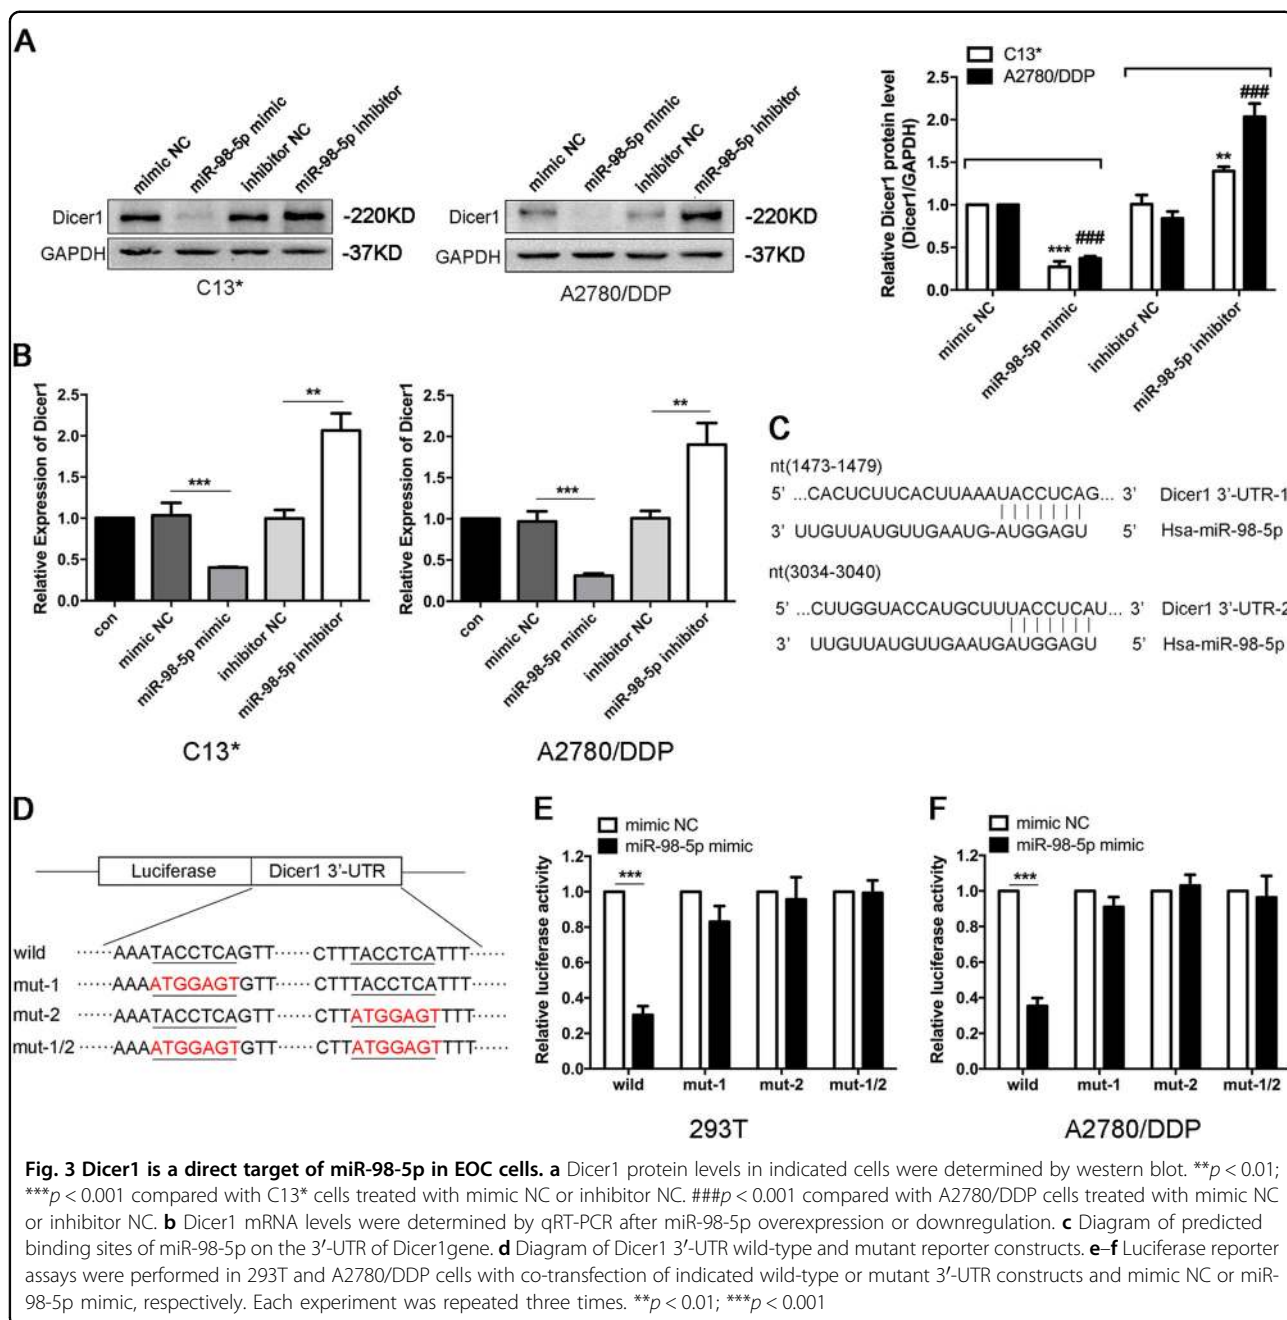 A
mimic NC
miR-98-5p mimic
inhibitor NC
miR-98-5p inhibitor
Dicer1
-220KD
GAPDH
-37KD
C13*
mimic NC
miR-98-5p mimic
inhibitor NC
miR-98-5p inhibitor
Dicer1
-220KD
GAPDH
-37KD
A2780/DDP
C13*
A2780/DDP
Relative Dicer1 protein level
(Dicer1/GAPDH)
2.5
2.0
1.5
1.0
0.5
0.0
***
###
**
###
mimic NC
miR-98-5p mimic
inhibitor NC
miR-98-5p inhibitor
B
Relative Expression of Dicer1
2.5
2.0
1.5
1.0
0.5
0.0
***
**
con
mimic NC
miR-98-5p mimic
inhibitor NC
miR-98-5p inhibitor
C13*
Relative Expression of Dicer1
2.5
2.0
1.5
1.0
0.5
0.0
***
**
con
mimic NC
miR-98-5p mimic
inhibitor NC
miR-98-5p inhibitor
A2780/DDP
C
nt(1473-1479)
5' ...CACUCUUCACUUAAAUACCUCAG... 3' Dicer1 3'-UTR-1
3' UUGUUAUGUUGAAUG-AUGGAGU 5' Hsa-miR-98-5p
nt(3034-3040)
5' ...CUUGGUACCAUGCUUUACCUCAU... 3' Dicer1 3'-UTR-2
3' UUGUUAUGUUGAAUGAUGGAGU 5' Hsa-miR-98-5p
D
Luciferase Dicer1 3'-UTR
wild ······AAATACCTCAGTT······CTTTACCTCATTT······
mut-1 ······AAAATGGAGTGTT······CTTTACCTCATTT······
mut-2 ······AAATACCTCAGTT······CTTATGGAGTTTT······
mut-1/2 ······AAAATGGAGTGTT······CTTATGGAGTTTT······
E
mimic NC
miR-98-5p mimic
Relative luciferase activity
1.2
1.0
0.8
0.6
0.4
0.2
0.0
***
wild mut-1 mut-2 mut-1/2
293T
F
mimic NC
miR-98-5p mimic
Relative luciferase activity
1.2
1.0
0.8
0.6
0.4
0.2
0.0
***
wild mut-1 mut-2 mut-1/2
A2780/DDP
Fig. 3 Dicer1 is a direct target of miR-98-5p in EOC cells. a Dicer1 protein levels in indicated cells were determined by western blot. **p < 0.01;
***p < 0.001 compared with C13* cells treated with mimic NC or inhibitor NC. ###p < 0.001 compared with A2780/DDP cells treated with mimic NC
or inhibitor NC. b Dicer1 mRNA levels were determined by qRT-PCR after miR-98-5p overexpression or downregulation. c Diagram of predicted
binding sites of miR-98-5p on the 3′-UTR of Dicer1gene. d Diagram of Dicer1 3′-UTR wild-type and mutant reporter constructs. e–f Luciferase reporter
assays were performed in 293T and A2780/DDP cells with co-transfection of indicated wild-type or mutant 3′-UTR constructs and mimic NC or miR-
98-5p mimic, respectively. Each experiment was repeated three times. **p < 0.01; ***p < 0.001